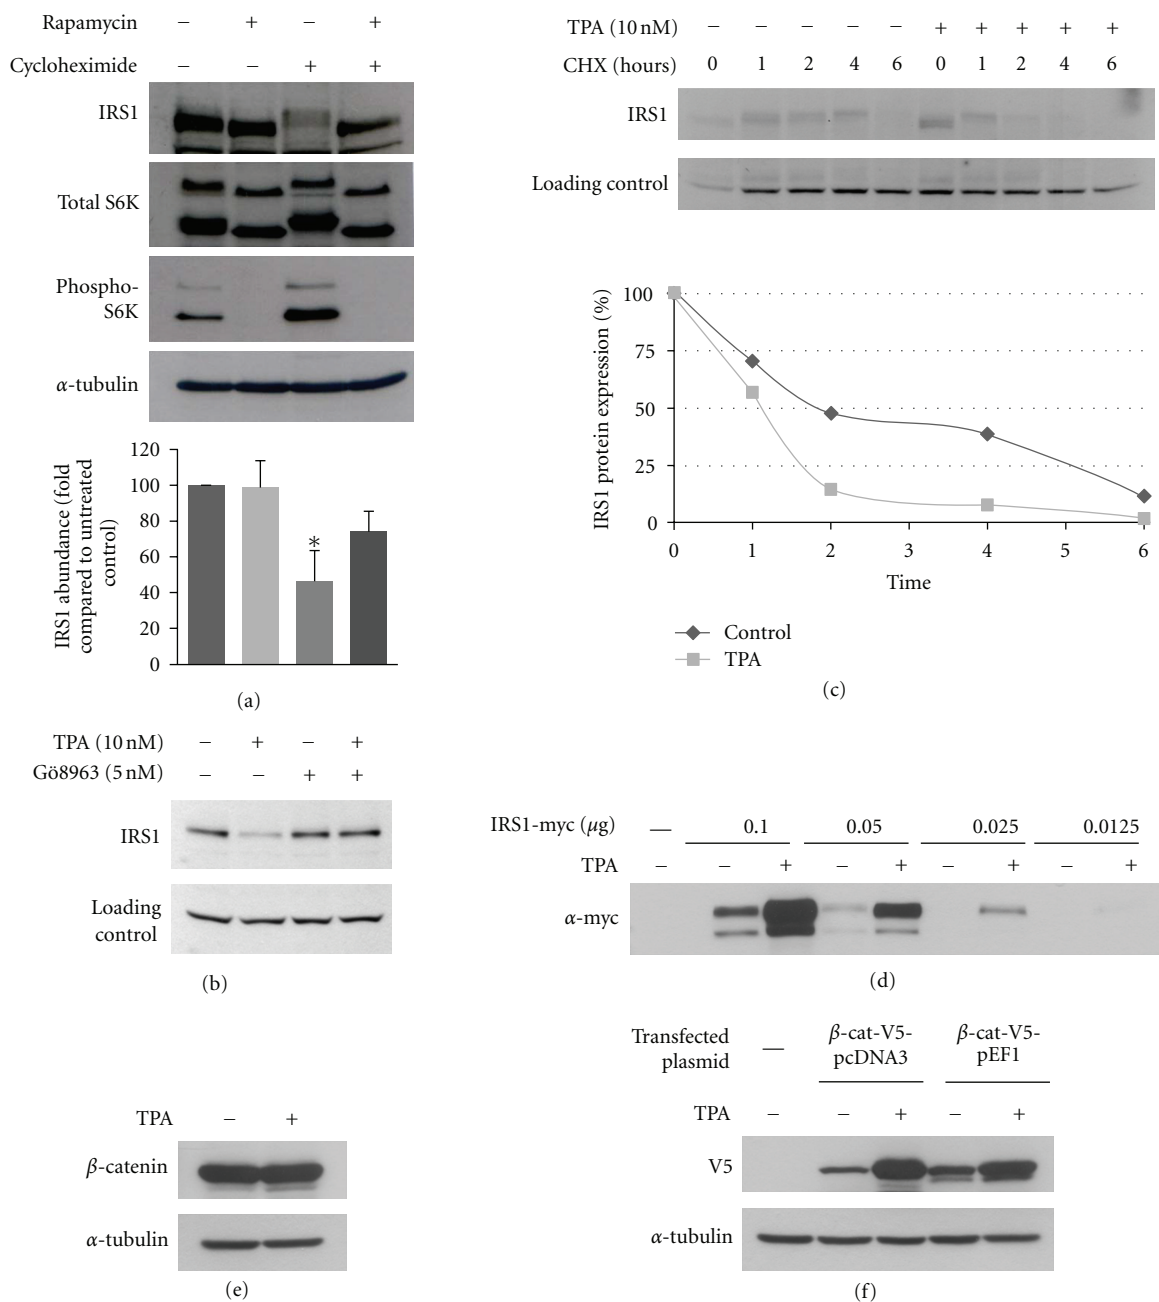 Rapamycin − + − +
Cycloheximide − − + +
IRS1
Total S6K
Phospho-
S6K
α-tubulin
IRS1 abundance (fold
compared to untreated
control)
120
100
80
60
40
20
0
*
(a)
TPA (10 nM) − + − +
Gö8963 (5 nM) − − + +
IRS1
Loading
control
(b)
TPA (10 nM) − − − − − + + + + +
CHX (hours) 0 1 2 4 6 0 1 2 4 6
IRS1
Loading control
IRS1 protein expression (%)
100
75
50
25
0
0 1 2 3 4 5 6
Time
Control
TPA
(c)
IRS1-myc (μg) — 0.1 0.05 0.025 0.0125
TPA − − + − + − + − +
α-myc
(d)
TPA − +
β-catenin
α-tubulin
(e)
Transfected
plasmid
—
β-cat-V5-
pcDNA3
β-cat-V5-
pEF1
TPA − − + − +
V5
α-tubulin
(f)